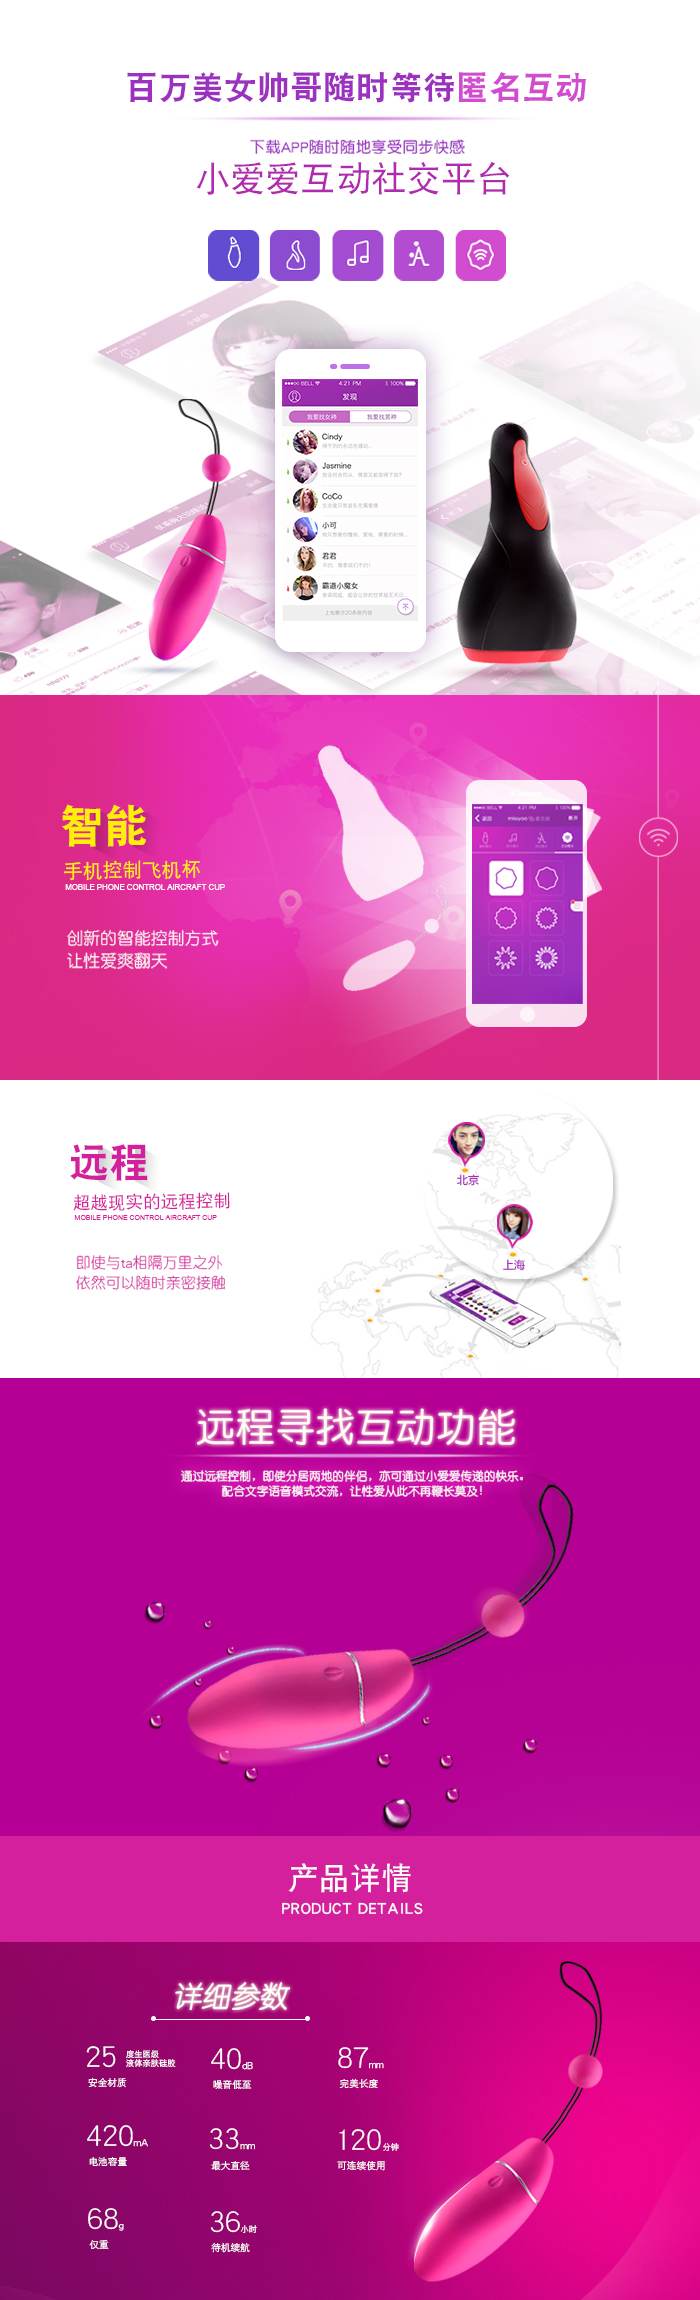 百万美女帅哥随时等待匿名互动
下载APP随时随地享受同步快感
小爱爱互动社交平台
BELL 4:21 PM 100%
发现
我要找女神 我要找男神
Cindy
Jasmine
CoCo
小可
君君
霸道小魔女
智能
手机控制飞机杯
MOBILE PHONE CONTROL AIRCRAFT CUP
创新的智能控制方式
让性爱爽翻天
BELL 4:21 PM 100%
返回
远程
超越现实的远程控制
MOBILE PHONE CONTROL AIRCRAFT CUP
即使与ta相隔万里之外
依然可以随时亲密接触
北京
上海
远程寻找互动功能
通过远程控制，即使分居两地的伴侣，亦可通过小爱爱传递的快乐。
配合文字语音模式交流，让性爱从此不再鞭长莫及！
产品详情
PRODUCT DETAILS
详细参数
25 度生医级
液体亲肤硅胶
安全材质
40dB
噪音低至
87mm
完美长度
420mA
电池容量
33mm
最大直径
120分钟
可连续使用
68g
仅重
36小时
待机续航